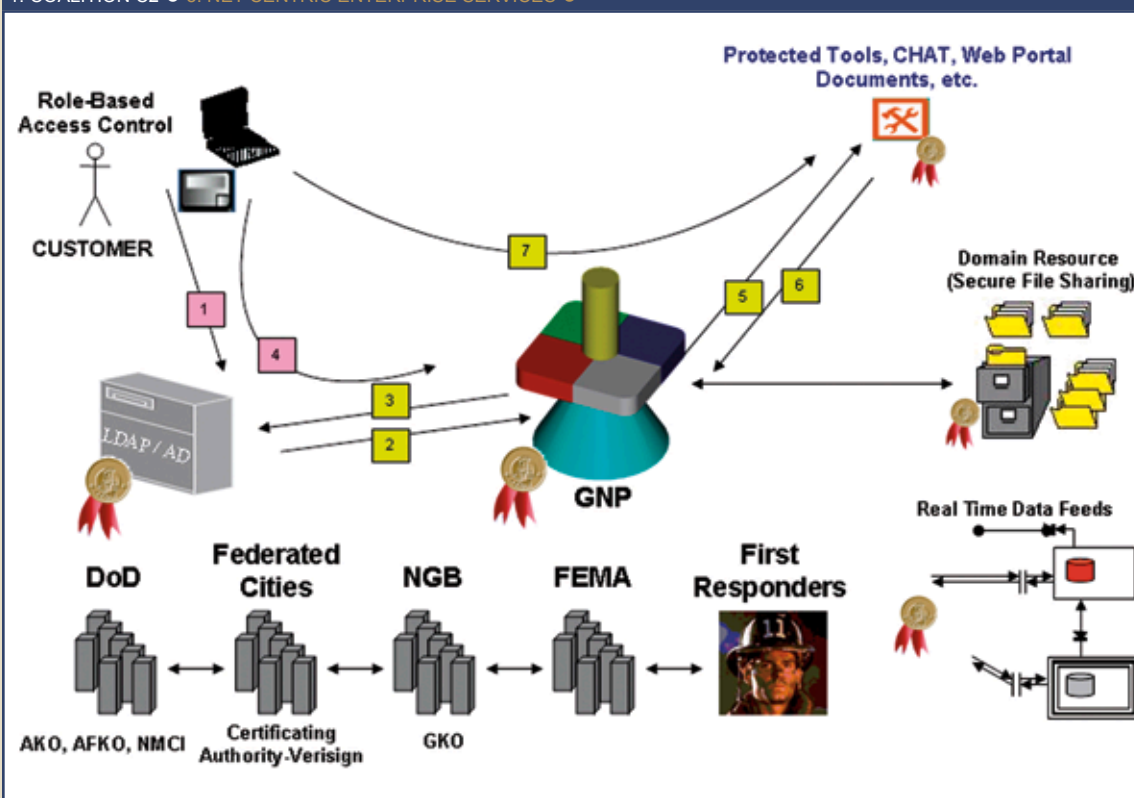 Protected Tools, CHAT, Web Portal
Documents, etc.
Role-Based
Access Control
CUSTOMER
7
1
5
6
Domain Resource
(Secure File Sharing)
4
3
2
LDAP / AD
GNP
Real Time Data Feeds
DoD
Federated
Cities
NGB
FEMA
First
Responders
11
AKO, AFKO, NMCI
Certificating
Authority-Verisign
GKO